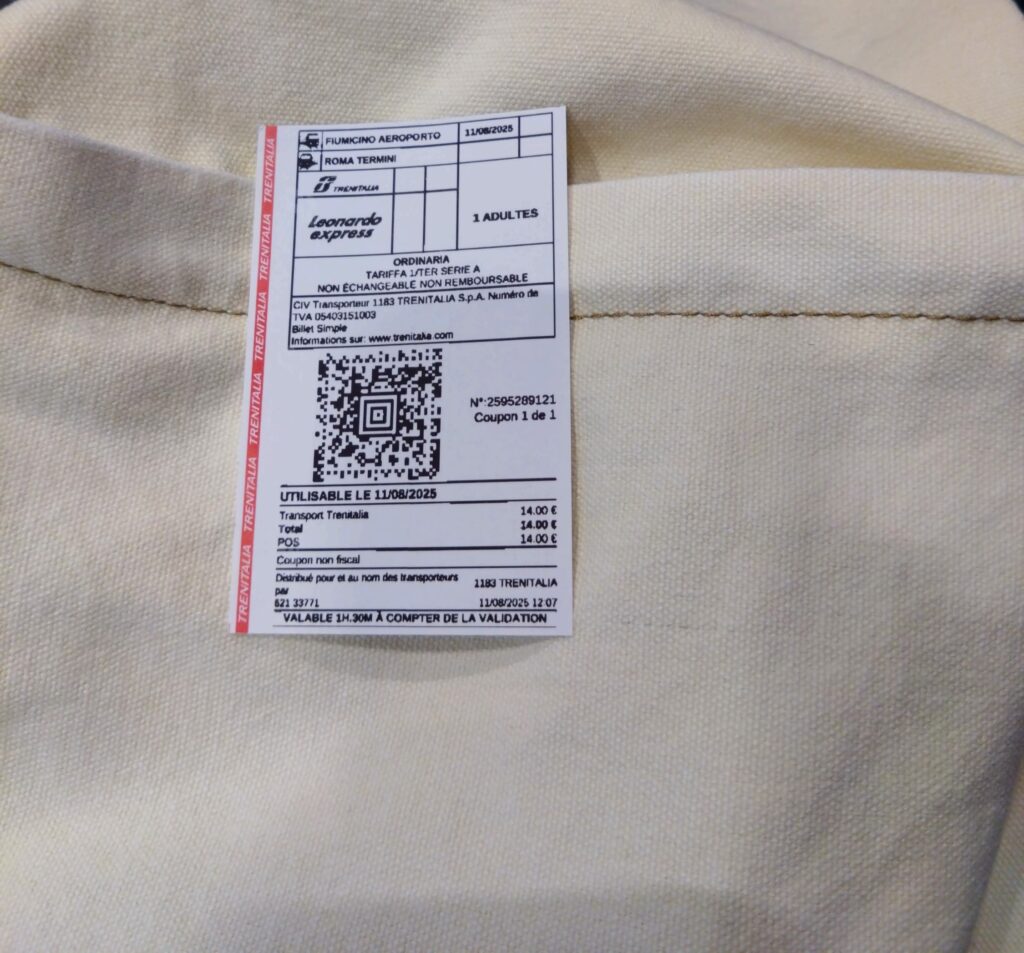 TRENITALIA TRENITALIA TRENITALIA TRENITALIA TRENITALIA TRENITALIA
FIUMICINO AEROPORTO 11/08/2025
ROMA TERMINI
TRENITALIA
Leonardo
express
1 ADULTES
ORDINARIA
TARIFFA 1/TER SERIE A
NON ÉCHANGEABLE NON REMBOURSABLE
CIV Transporteur 1183 TRENITALIA S.p.A. Numéro de
TVA 05403151003
Billet Simple
Informations sur: www.trenitalia.com
N°:2595289121
Coupon 1 de 1
UTILISABLE LE 11/08/2025
Transport Trenitalia 14.00 €
Total 14.00 €
POS 14.00 €
Coupon non fiscal
Distribué pour et au nom des transporteurs 1183 TRENITALIA
par
621 33771 11/08/2025 12:07
VALABLE 1H.30M À COMPTER DE LA VALIDATION